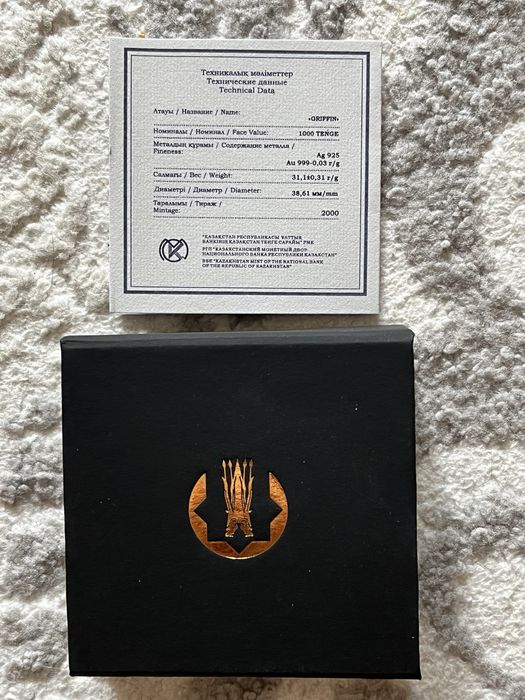 Техникалық мәліметтер
Технические данные
Technical Data
Атауы / Название / Name:
«GRIFFIN»
Номиналы / Номинал / Face Value: 1000 TENGE
Металдың құрамы / Содержание металла /
Fineness: Ag 925
Au 999-0,03 г/g
Салмағы / Вес / Weight: 31,1±0,31 г/g
Диаметрі / Диаметр / Diameter: 38,61 мм/mm
Таралымы / Тираж /
Mintage: 2000
"ҚАЗАҚСТАН РЕСПУБЛИКАСЫ ҰЛТТЫҚ
БАНКІНІҢ ҚАЗАҚСТАН ТЕҢГЕ САРАЙЫ" РМК
РГП "КАЗАХСТАНСКИЙ МОНЕТНЫЙ ДВОР
НАЦИОНАЛЬНОГО БАНКА РЕСПУБЛИКИ КАЗАХСТАН"
RSE "KAZAKHSTAN MINT OF THE NATIONAL BANK
OF THE REPUBLIC OF KAZAKHSTAN"